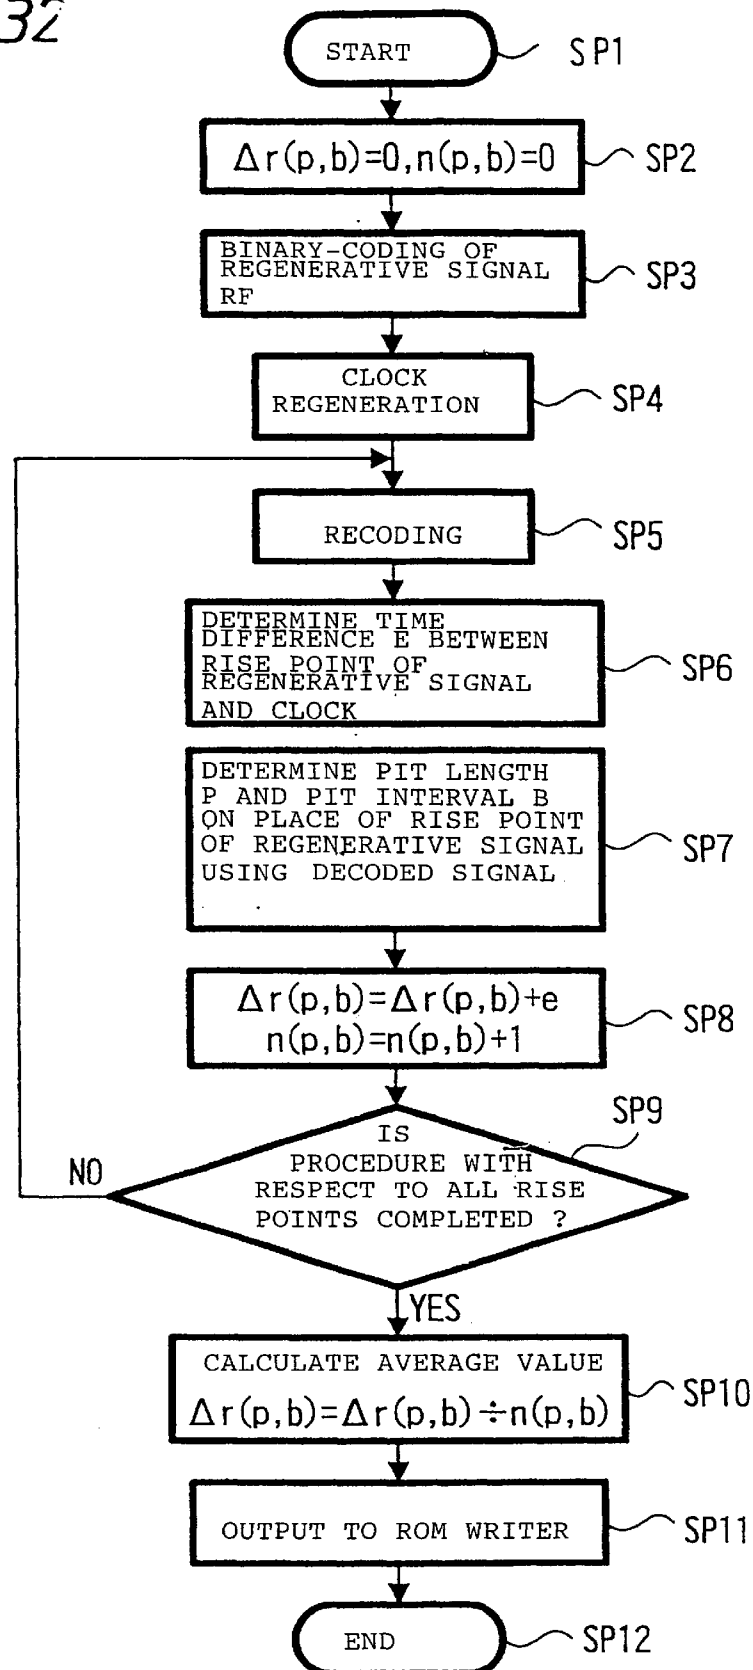 32
START
SP1
Δr(p,b)=0,n(p,b)=0
SP2
BINARY-CODING OF
REGENERATIVE SIGNAL
RF
SP3
CLOCK
REGENERATION
SP4
RECODING
SP5
DETERMINE TIME
DIFFERENCE E BETWEEN
RISE POINT OF
REGENERATIVE SIGNAL
AND CLOCK
SP6
DETERMINE PIT LENGTH
P AND PIT INTERVAL B
ON PLACE OF RISE POINT
OF REGENERATIVE SIGNAL
USING DECODED SIGNAL
SP7
Δr(p,b)=Δr(p,b)+e
n(p,b)=n(p,b)+1
SP8
SP9
IS
PROCEDURE WITH
RESPECT TO ALL RISE
POINTS COMPLETED ?
NO
YES
CALCULATE AVERAGE VALUE
Δr(p,b)=Δr(p,b)÷n(p,b)
SP10
OUTPUT TO ROM WRITER
SP11
END
SP12